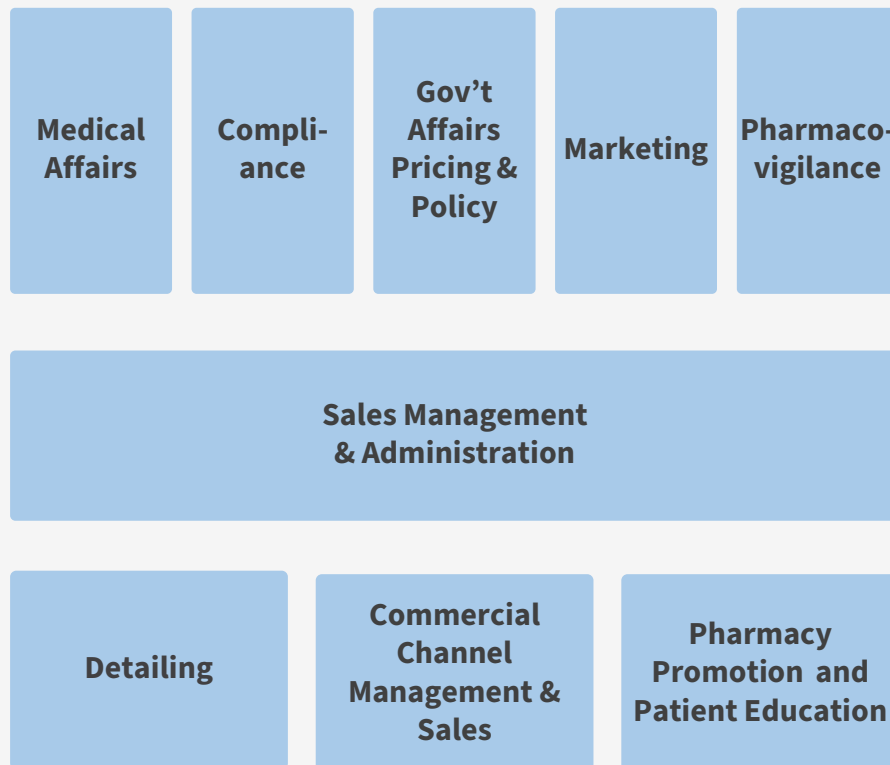 Medical
Affairs
Compli-
ance
Gov’t
Affairs
Pricing &
Policy
Marketing
Pharmaco-
vigilance
Sales Management
& Administration
Detailing
Commercial
Channel
Management &
Sales
Pharmacy
Promotion and
Patient Education